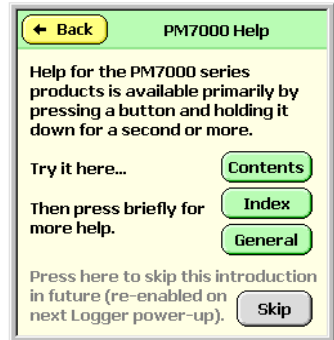 ← Back PM7000 Help
Help for the PM7000 series
products is available primarily by
pressing a button and holding it
down for a second or more.
Try it here...
Contents
Then press briefly for
more help.
Index
General
Press here to skip this introduction
in future (re-enabled on
next Logger power-up).
Skip